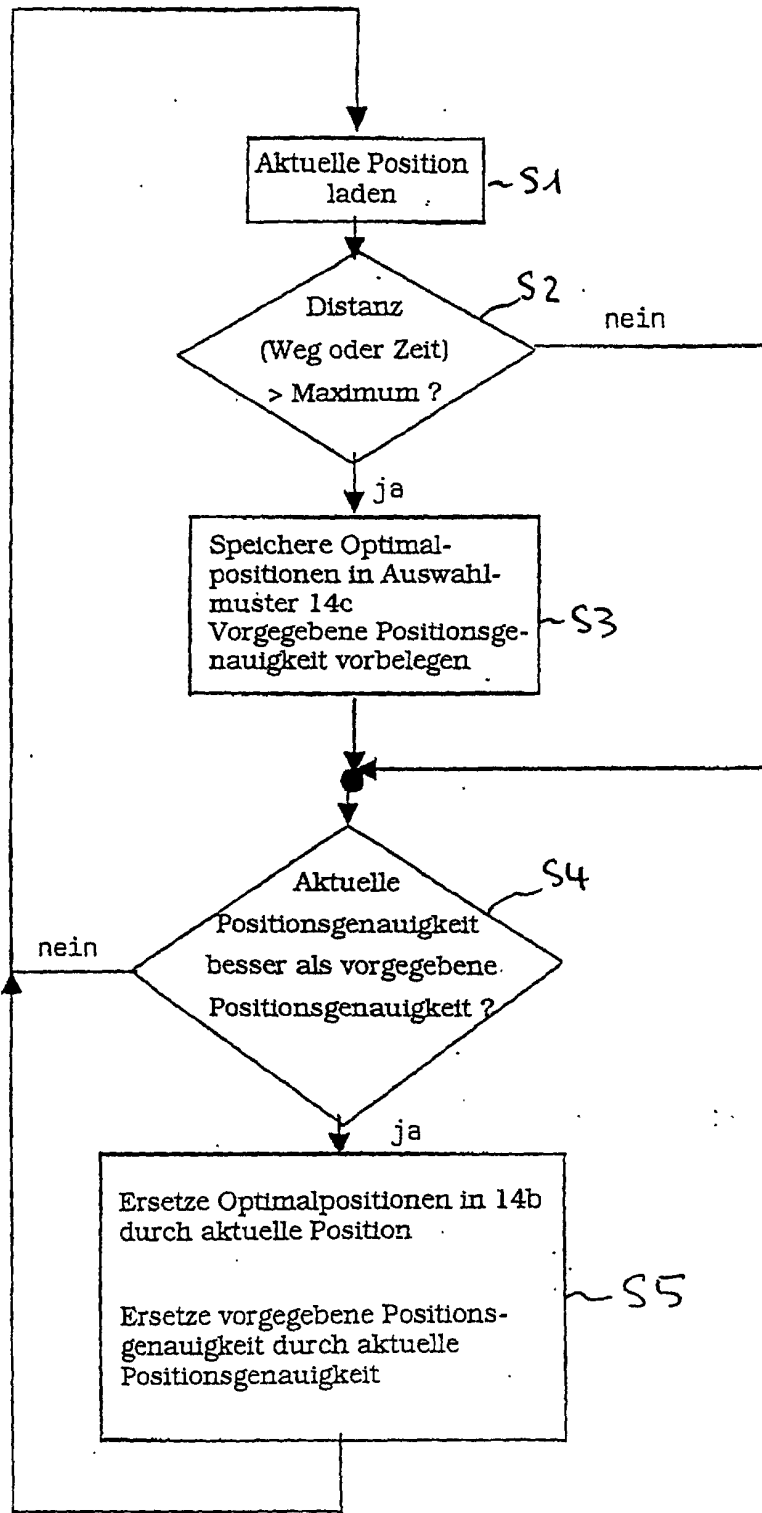 Aktuelle Position
laden
~S1
S2
Distanz
(Weg oder Zeit)
> Maximum ?
nein
ja
Speichere Optimal-
positionen in Auswahl-
muster 14c
Vorgegebene Positionsge-
nauigkeit vorbelegen
~S3
S4
Aktuelle
Positionsgenauigkeit
besser als vorgegebene
Positionsgenauigkeit ?
nein
ja
Ersetze Optimalpositionen in 14b
durch aktuelle Position
Ersetze vorgegebene Positions-
genauigkeit durch aktuelle
Positionsgenauigkeit
~S5